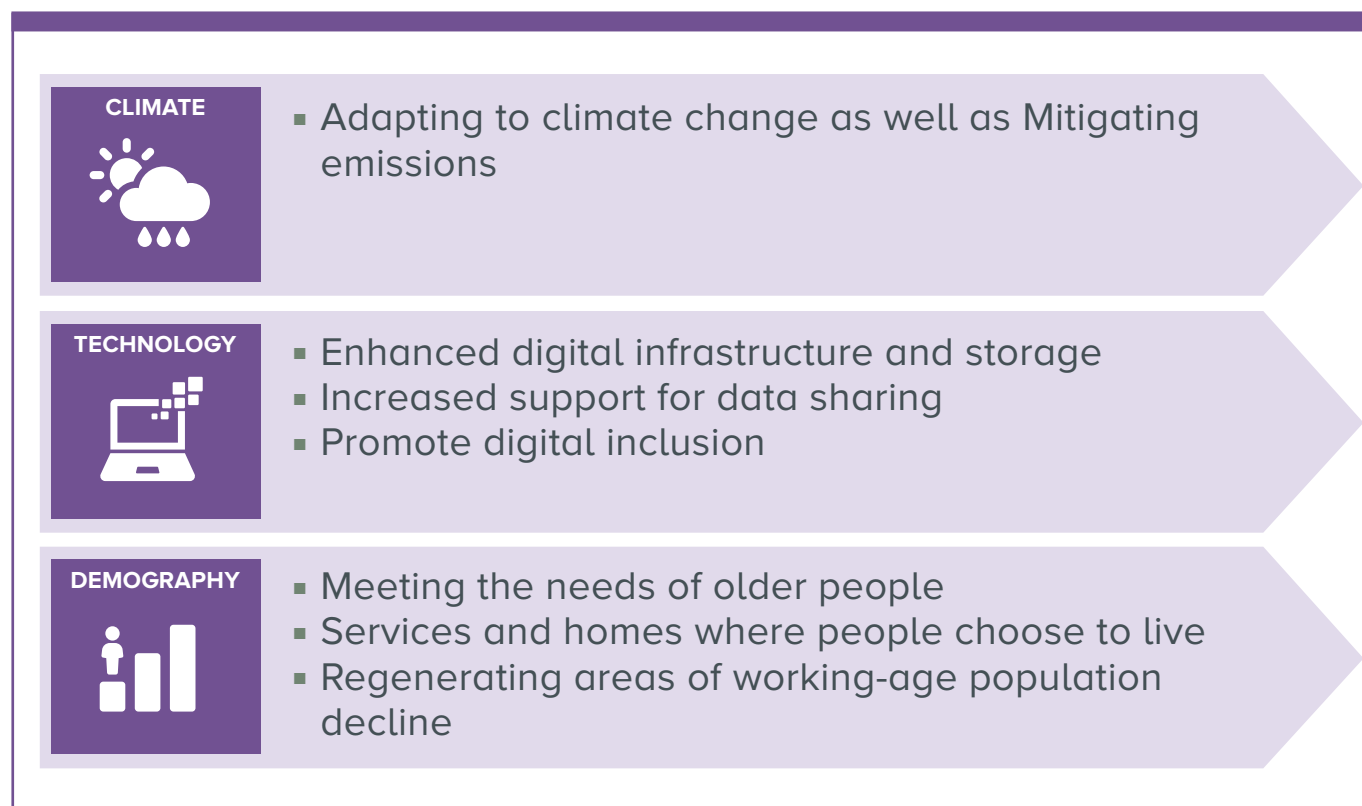 CLIMATE
▪ Adapting to climate change as well as Mitigating
emissions
TECHNOLOGY
▪ Enhanced digital infrastructure and storage
▪ Increased support for data sharing
▪ Promote digital inclusion
DEMOGRAPHY
▪ Meeting the needs of older people
▪ Services and homes where people choose to live
▪ Regenerating areas of working-age population
decline